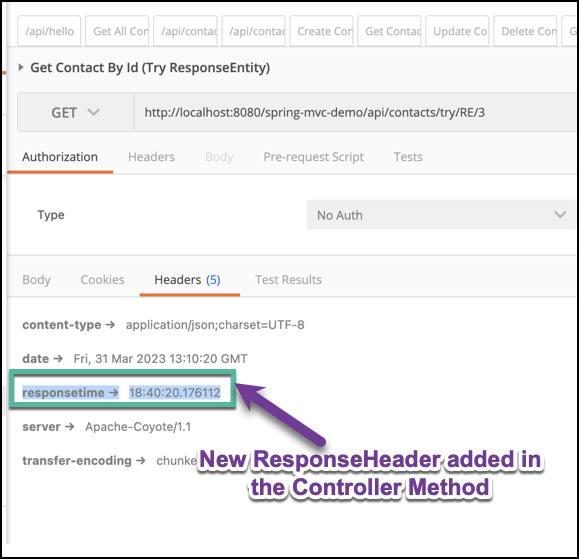 /api/hello Get All Con /api/contac /api/contac Create Con Get Contac Update Co Delete Con G
Get Contact By Id (Try ResponseEntity)
GET http://localhost:8080/spring-mvc-demo/api/contacts/try/RE/3
Authorization Headers Body Pre-request Script Tests
Type No Auth
Body Cookies Headers (5) Test Results
content-type → application/json;charset=UTF-8
date → Fri, 31 Mar 2023 13:10:20 GMT
responsetime → 18:40:20.176112
server → Apache-Coyote/1.1
transfer-encoding → chunke
New ResponseHeader added in
the Controller Method